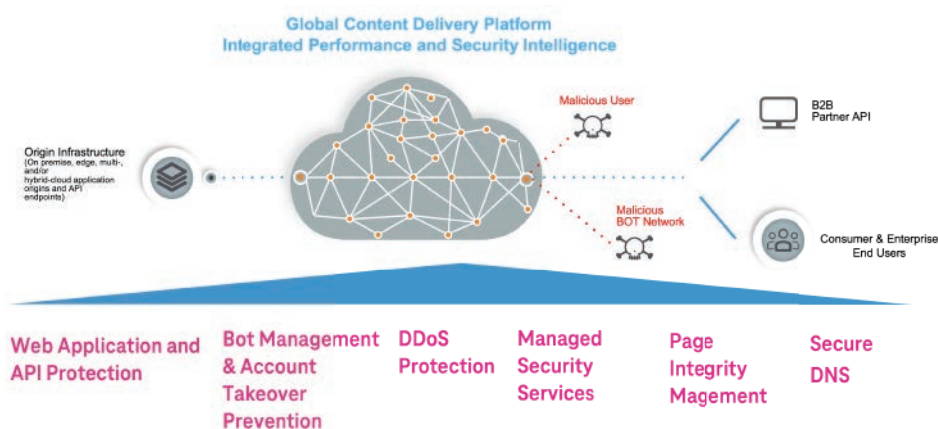 Global Content Delivery Platform
Integrated Performance and Security Intelligence
Malicious User
B2B
Partner API
Origin Infrastructure
(On premise, edge, multi-,
and/or
hybrid-cloud application
origins and API
endpoints)
Malicious
BOT Network
Consumer & Enterprise
End Users
Web Application and
API Protection
Bot Management
& Account
Takeover
Prevention
DDoS
Protection
Managed
Security
Services
Page
Integrity
Magement
Secure
DNS